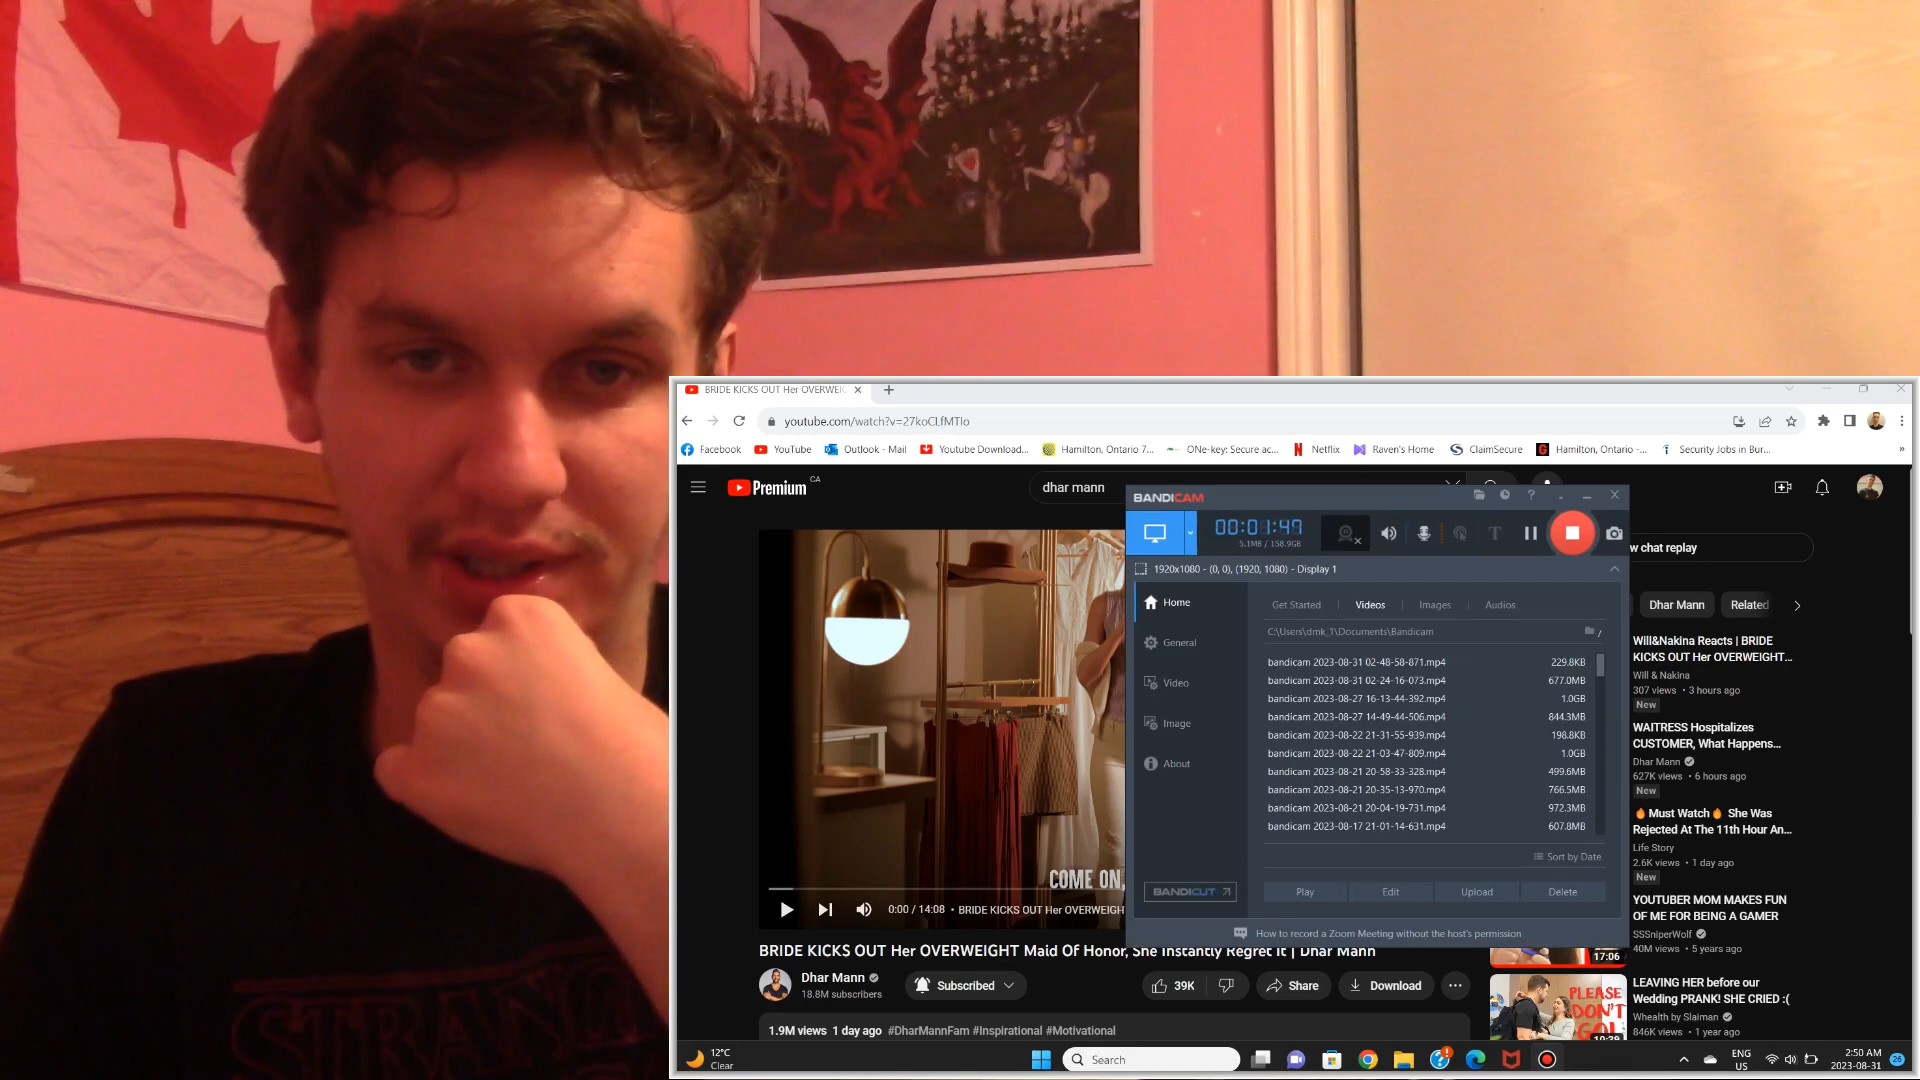 BRIDE KICKS OUT Her OVERWEIG
youtube.com/watch?v=27koCLfMTIo
Facebook
YouTube
Outlook - Mail
Youtube Download...
Hamilton, Ontario 7...
ONe-key: Secure ac...
Netflix
Raven's Home
ClaimSecure
Hamilton, Ontario -...
Security Jobs in Bur...
»
Premium CA
dhar mann
BANDICAM
00:01:47
5.1MB / 158.9GB
1920x1080 - (0, 0), (1920, 1080) - Display 1
Home
General
Video
Image
About
BANDICUT
Get Started
Videos
Images
Audios
C:\Users\dmk_1\Documents\Bandicam
bandicam 2023-08-31 02-48-58-871.mp4 229.8KB
bandicam 2023-08-31 02-24-16-073.mp4 677.0MB
bandicam 2023-08-27 16-13-44-392.mp4 1.0GB
bandicam 2023-08-27 14-49-44-506.mp4 844.3MB
bandicam 2023-08-22 21-31-55-939.mp4 198.8KB
bandicam 2023-08-22 21-03-47-809.mp4 1.0GB
bandicam 2023-08-21 20-58-33-328.mp4 499.6MB
bandicam 2023-08-21 20-35-13-970.mp4 766.5MB
bandicam 2023-08-21 20-04-19-731.mp4 972.3MB
bandicam 2023-08-17 21-01-14-631.mp4 607.8MB
Sort by Date
Play
Edit
Upload
Delete
How to record a Zoom Meeting without the host's permission
COME ON,
0:00 / 14:08 • BRIDE KICKS OUT Her OVERWEIGH
BRIDE KICKS OUT Her OVERWEIGHT Maid Of Honor, She Instantly Regret It | Dhar Mann
Dhar Mann
18.8M subscribers
Subscribed
39K
Share
Download
1.9M views 1 day ago #DharMannFam #Inspirational #Motivational
w chat replay
Dhar Mann
Related
Will&Nakina Reacts | BRIDE
KICKS OUT Her OVERWEIGHT...
Will & Nakina
307 views • 3 hours ago
New
WAITRESS Hospitalizes
CUSTOMER, What Happens...
Dhar Mann
627K views • 6 hours ago
New
🔥Must Watch🔥 She Was
Rejected At The 11th Hour An...
Life Story
2.6K views • 1 day ago
New
YOUTUBER MOM MAKES FUN
OF ME FOR BEING A GAMER
SSSniperWolf
40M views • 5 years ago
17:06
LEAVING HER before our
Wedding PRANK! SHE CRIED :(
Whealth by Slaiman
846K views • 1 year ago
PLEASE
DON'T
GO!
12°C
Clear
Search
ENG
US
2:50 AM
2023-08-31
26
STRANG